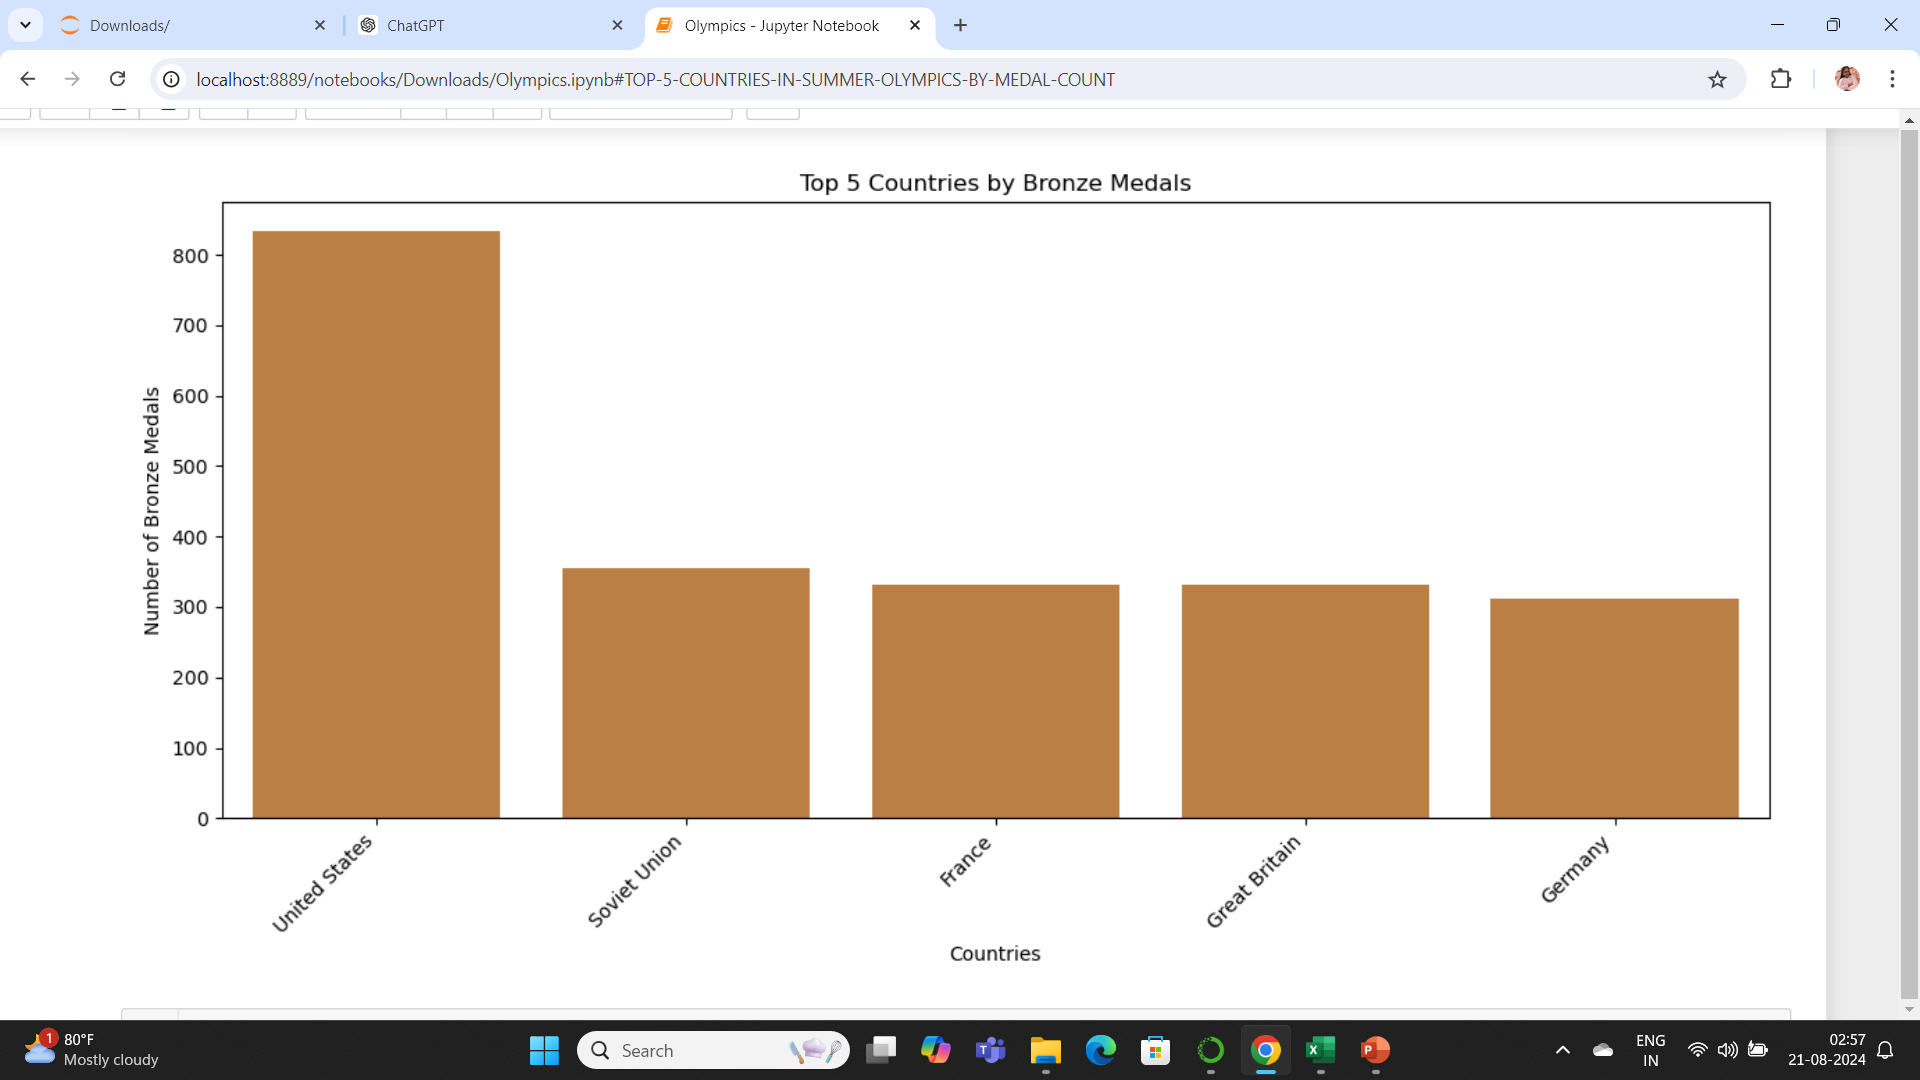 Downloads/
ChatGPT
Olympics - Jupyter Notebook
localhost:8889/notebooks/Downloads/Olympics.ipynb#TOP-5-COUNTRIES-IN-SUMMER-OLYMPICS-BY-MEDAL-COUNT
Top 5 Countries by Bronze Medals
Number of Bronze Medals
800
700
600
500
400
300
200
100
0
United States
Soviet Union
France
Great Britain
Germany
Countries
1
80°F
Mostly cloudy
Search
ENG
IN
02:57
21-08-2024